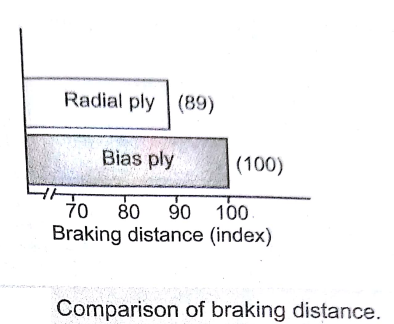 Radial ply (89)
Bias ply (100)
70 80 90 100
Braking distance (index)
Comparison of braking distance.